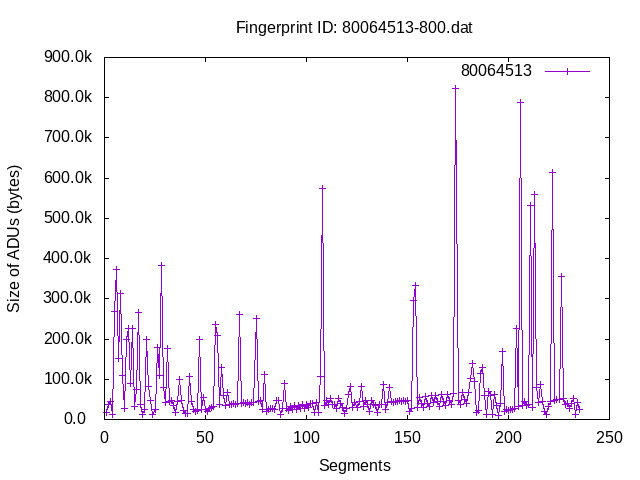 Fingerprint ID: 80064513-800.dat
900.0k
80064513
800.0k
700.0k
600.0k
500.0k
400.0k
300.0k
200.0k
100.0k
0.0
Size of ADUs (bytes)
0 50 100 150 200 250
Segments